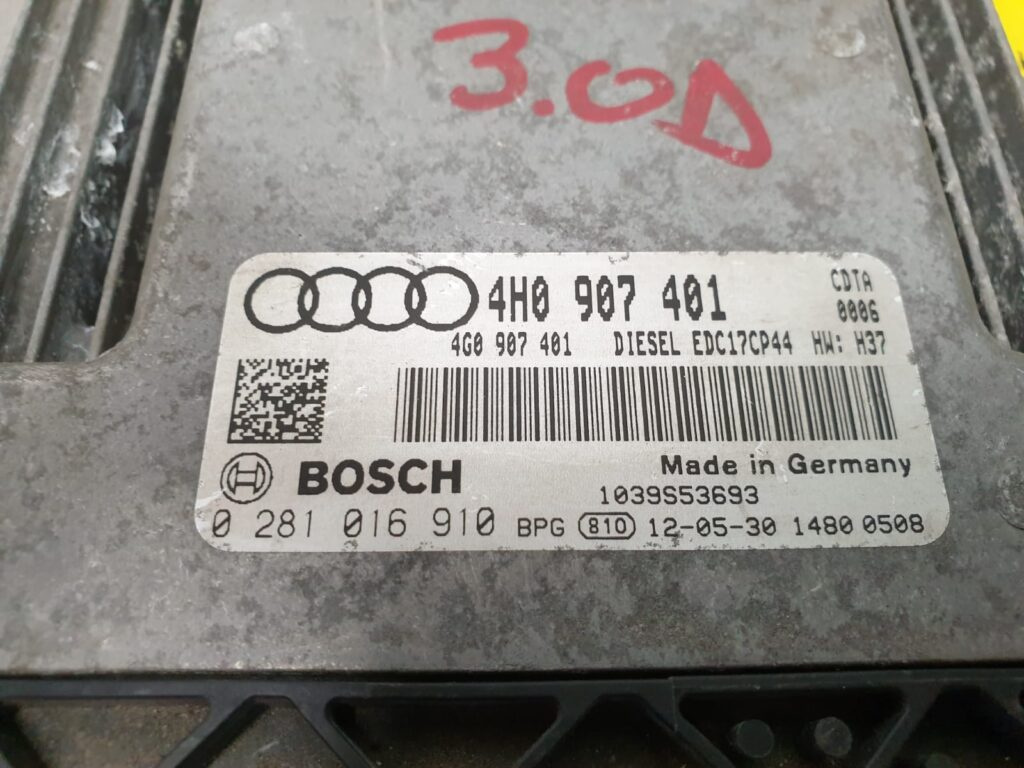 3.0D
4H0 907 401 CDTA
0006
4G0 907 401 DIESEL EDC17CP44 HW: H37
BOSCH Made in Germany
1039S53693
0 281 016 910 BPG 810 12-05-30 1480 0508